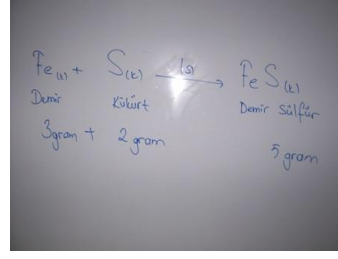 Fe(k) + S(k) ısı → FeS(k)
Demir Kükürt Demir Sülfür
3gram + 2 gram
5 gram